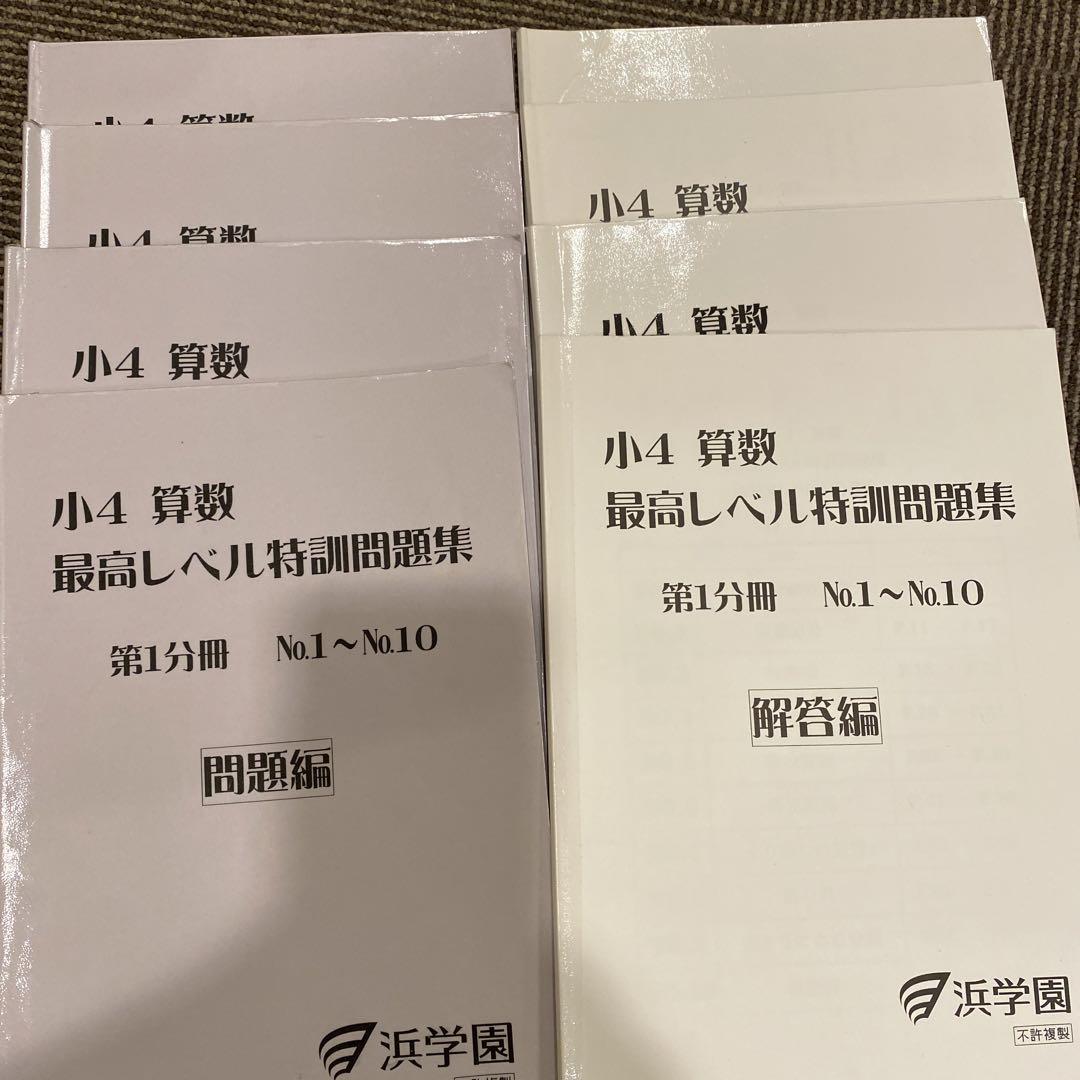 小4 算数
小4 算数
小4 算数
小4 算数
最高レベル特訓問題集
第1分冊 No.1～No.10
問題編
浜学園
小4 算数
小4 算数
小4 算数
最高レベル特訓問題集
第1分冊 No.1～No.10
解答編
浜学園
不許複製